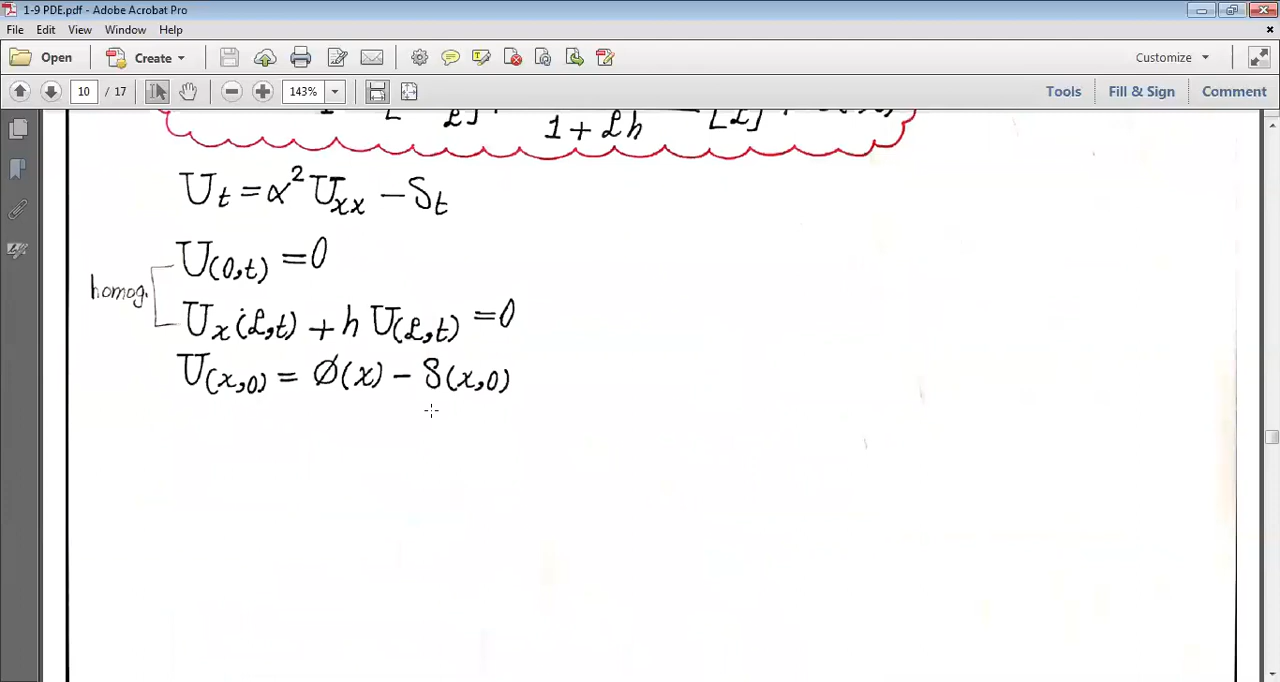 1-9 PDE.pdf - Adobe Acrobat Pro
File Edit View Window Help
Open Create Customize
10 / 17 143% Tools Fill & Sign Comment
1 + Lh
U_t = α² U_xx − S_t
U(0,t) = 0
homog.
U_x(L,t) + h U(L,t) = 0
U(x,0) = Ø(x) − S(x,0)